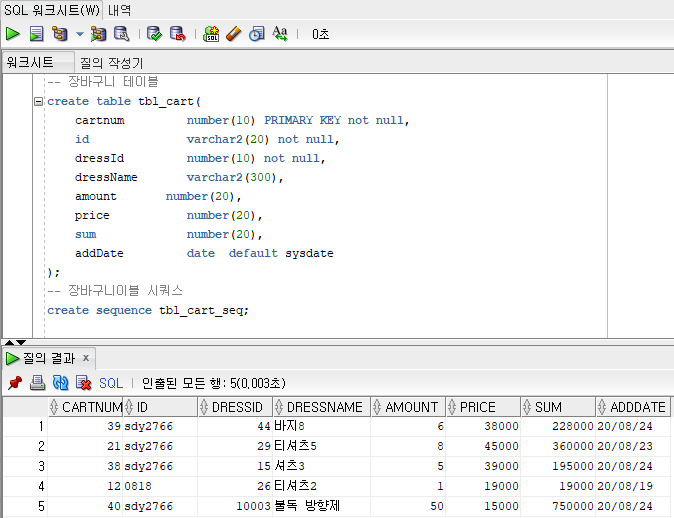 SQL 워크시트(W) 내역
0초
워크시트 질의 작성기
-- 장바구니 테이블
create table tbl_cart(
cartnum number(10) PRIMARY KEY not null,
id varchar2(20) not null,
dressId number(10) not null,
dressName varchar2(300),
amount number(20),
price number(20),
sum number(20),
addDate date default sysdate
);
-- 장바구니이블 시퀵스
create sequence tbl_cart_seq;
질의 결과 x
SQL | 인출된 모든 행: 5(0,003초)
CARTNUM ID DRESSID DRESSNAME AMOUNT PRICE SUM ADDDATE
1 39 sdy2766 44 바지8 6 38000 228000 20/08/24
2 21 sdy2766 29 티셔츠5 8 45000 360000 20/08/23
3 38 sdy2766 15 셔츠3 5 39000 195000 20/08/24
4 12 0818 26 티셔츠2 1 19000 19000 20/08/19
5 40 sdy2766 10003 불독 방향제 50 15000 750000 20/08/24